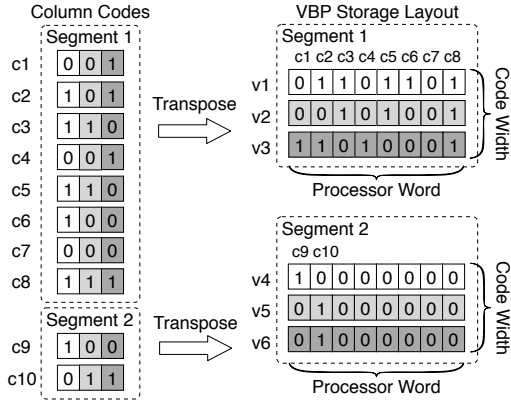 Column Codes
Segment 1
c1 0 0 1
c2 1 0 1
c3 1 1 0
c4 0 0 1
c5 1 1 0
c6 1 0 0
c7 0 0 0
c8 1 1 1
Segment 2
c9 1 0 0
c10 0 1 1
Transpose
Transpose
VBP Storage Layout
Segment 1
c1 c2 c3 c4 c5 c6 c7 c8
v1 0 1 1 0 1 1 0 1
v2 0 0 1 0 1 0 0 1
v3 1 1 0 1 0 0 0 1
Code Width
Processor Word
Segment 2
c9 c10
v4 1 0 0 0 0 0 0 0
v5 0 1 0 0 0 0 0 0
v6 0 1 0 0 0 0 0 0
Code Width
Processor Word